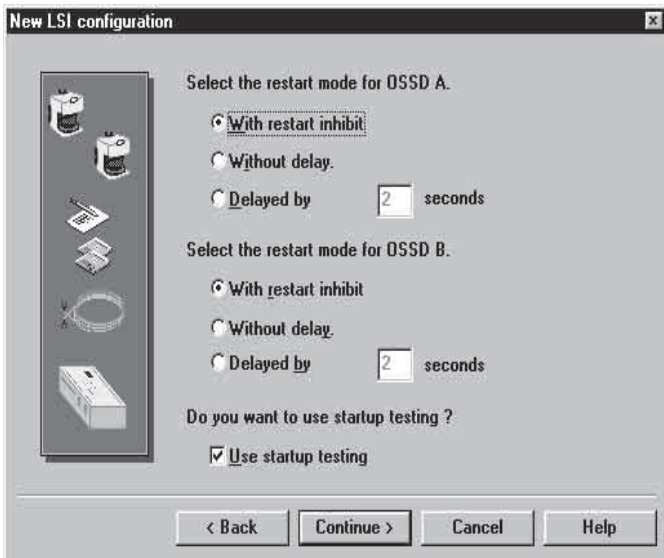 New LSI configuration
Select the restart mode for OSSD A.
With restart inhibit
Without delay.
Delayed by 2 seconds
Select the restart mode for OSSD B.
With restart inhibit
Without delay.
Delayed by 2 seconds
Do you want to use startup testing ?
Use startup testing
< Back Continue > Cancel Help